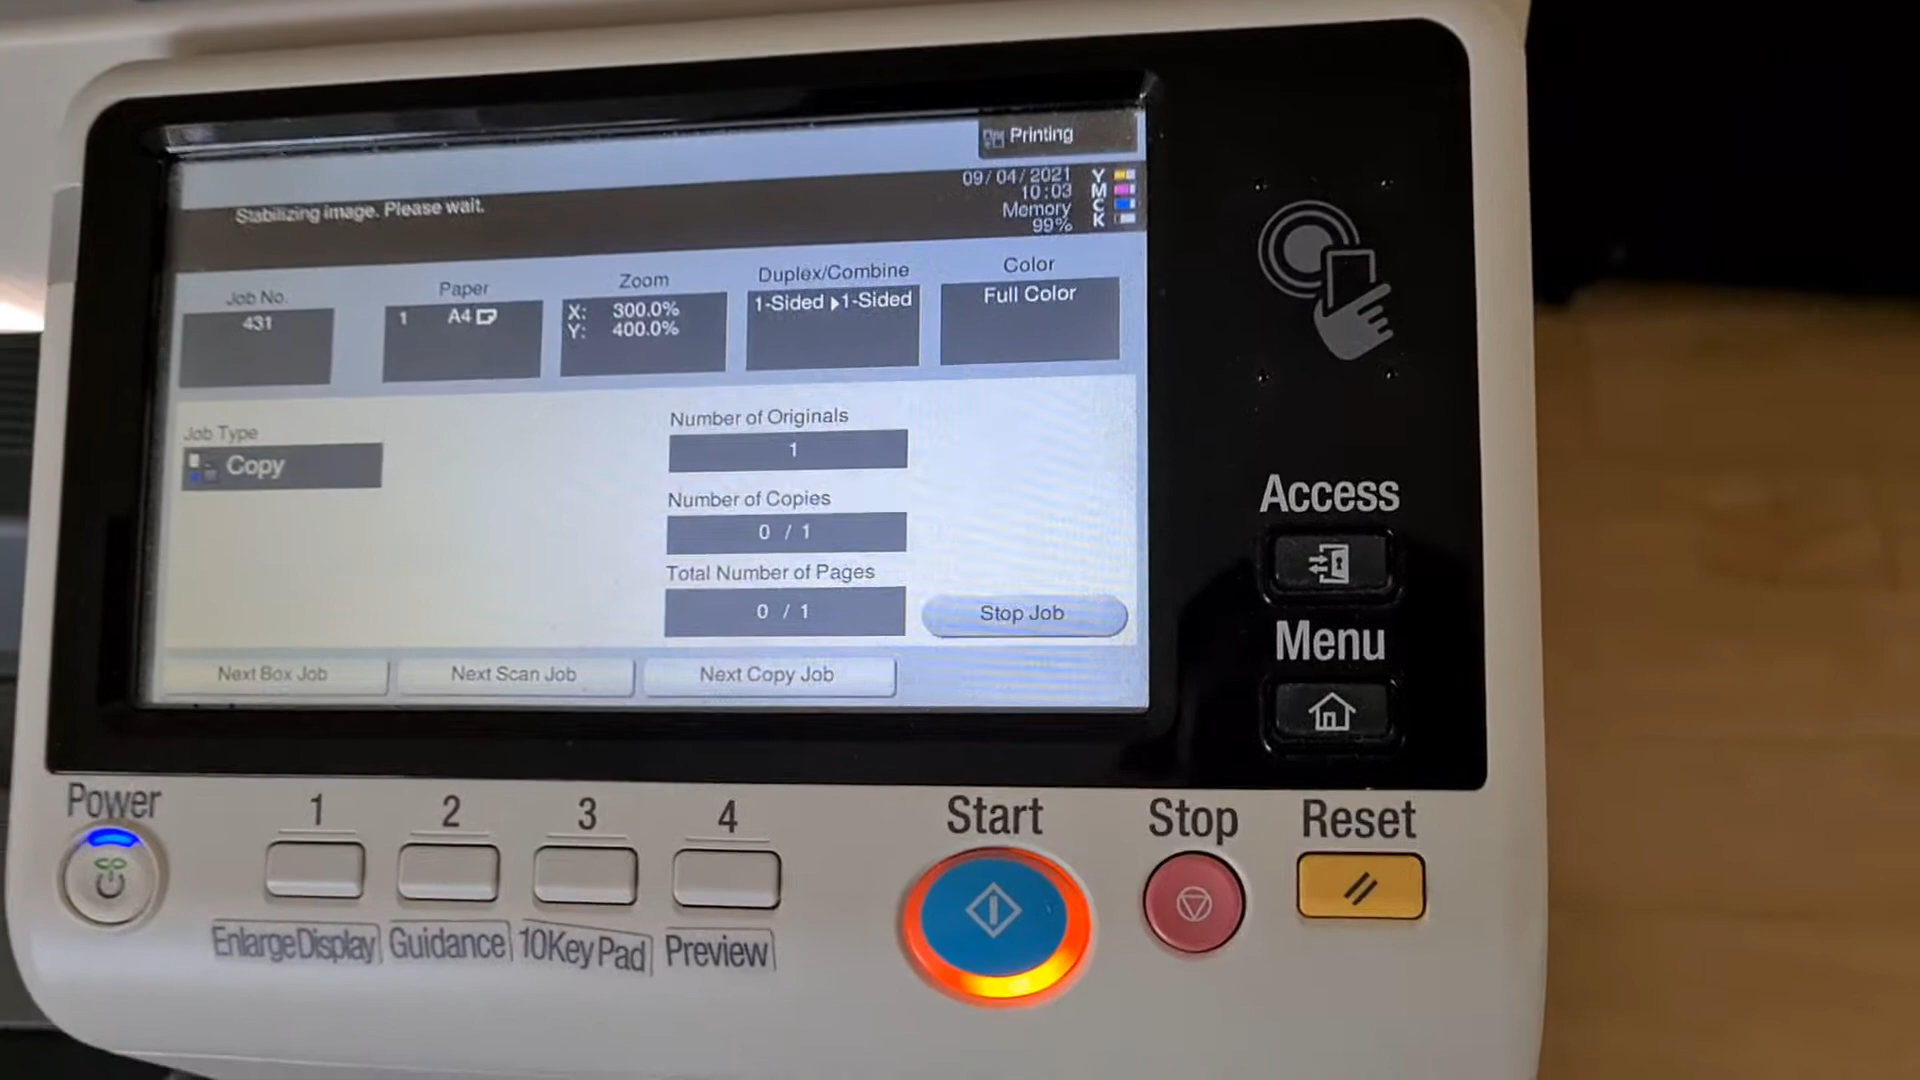 Printing
Stabilizing image. Please wait.
09/04/2021
10:03
Memory
99%
Y
M
C
K
Job No.
431
Paper
1 A4
Zoom
X: 300.0%
Y: 400.0%
Duplex/Combine
1-Sided ▸1-Sided
Color
Full Color
Job Type
Copy
Number of Originals
1
Number of Copies
0 / 1
Total Number of Pages
0 / 1
Stop Job
Next Box Job
Next Scan Job
Next Copy Job
Access
Menu
Power
1
2
3
4
Start
Stop
Reset
Enlarge Display
Guidance
10Key Pad
Preview